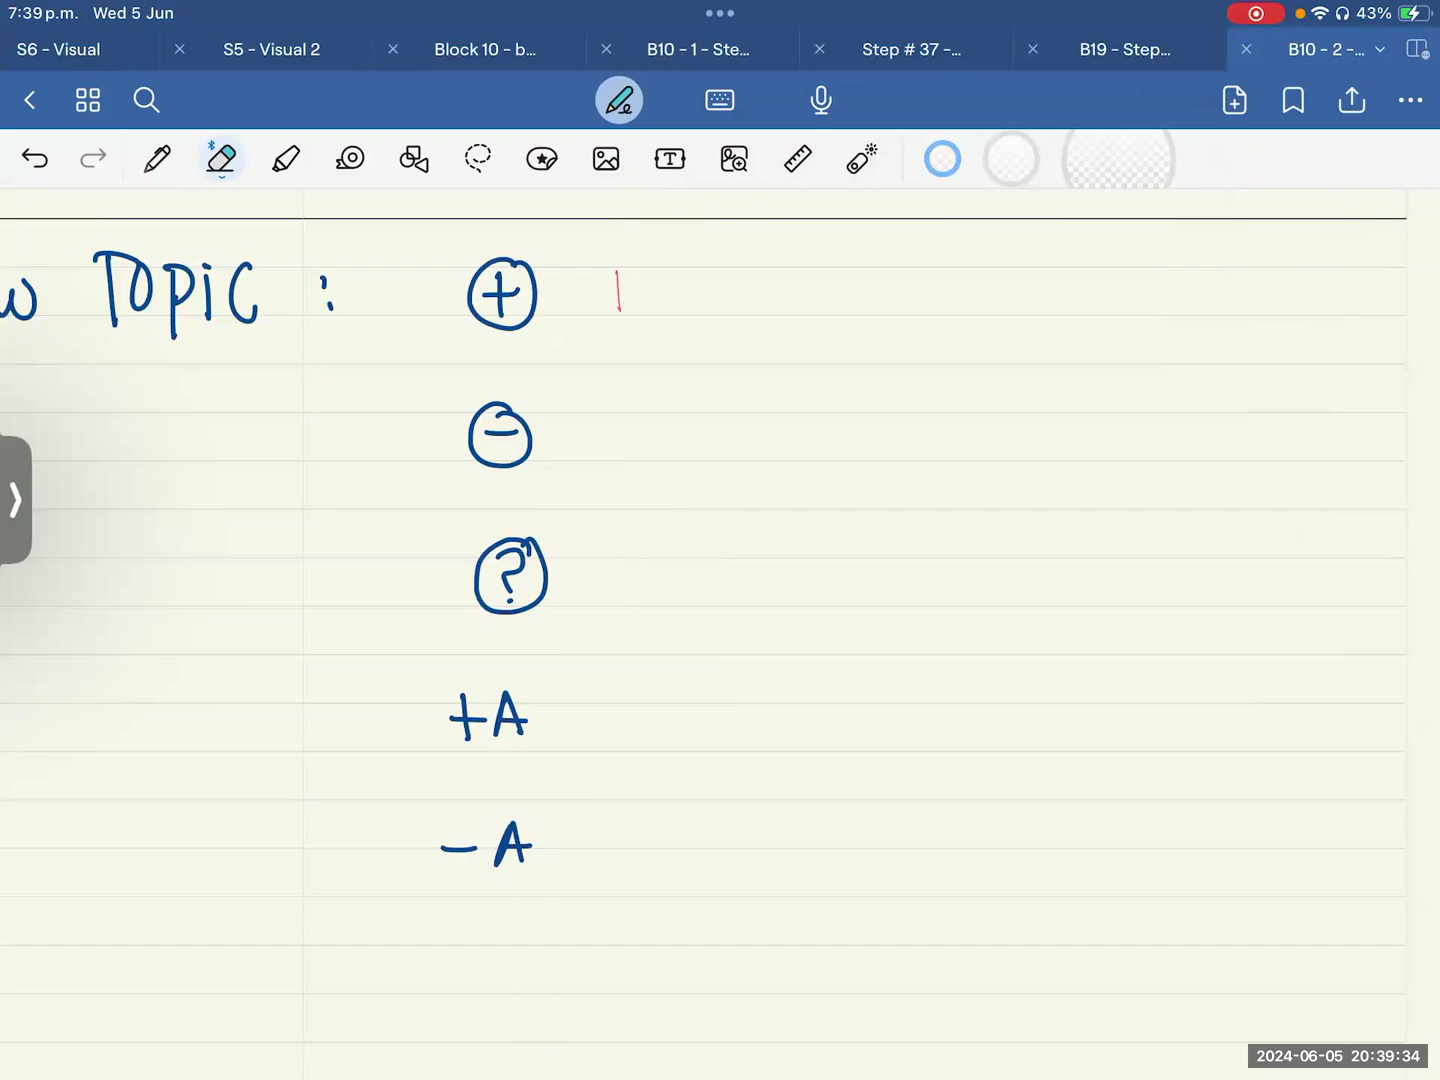 7:39 p.m. Wed 5 Jun
43%
S6 - Visual
S5 - Visual 2
Block 10 - b...
B10 - 1 - Ste...
Step # 37 -...
B19 - Step...
B10 - 2 -...
w Topic : +
-
?
+A
-A
2024-06-05 20:39:34